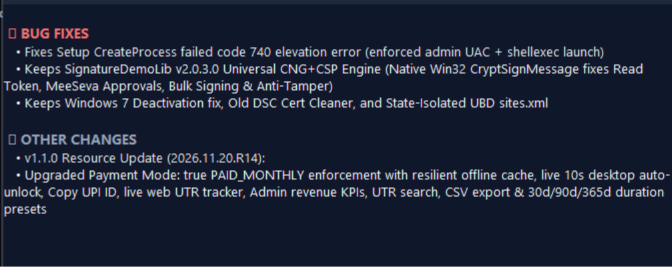 BUG FIXES
• Fixes Setup CreateProcess failed code 740 elevation error (enforced admin UAC + shellexec launch)
• Keeps SignatureDemoLib v2.0.3.0 Universal CNG+CSP Engine (Native Win32 CryptSignMessage fixes Read
Token, MeeSeva Approvals, Bulk Signing & Anti-Tamper)
• Keeps Windows 7 Deactivation fix, Old DSC Cert Cleaner, and State-Isolated UBD sites.xml
OTHER CHANGES
• v1.1.0 Resource Update (2026.11.20.R14):
• Upgraded Payment Mode: true PAID_MONTHLY enforcement with resilient offline cache, live 10s desktop auto-
unlock, Copy UPI ID, live web UTR tracker, Admin revenue KPIs, UTR search, CSV export & 30d/90d/365d duration
presets